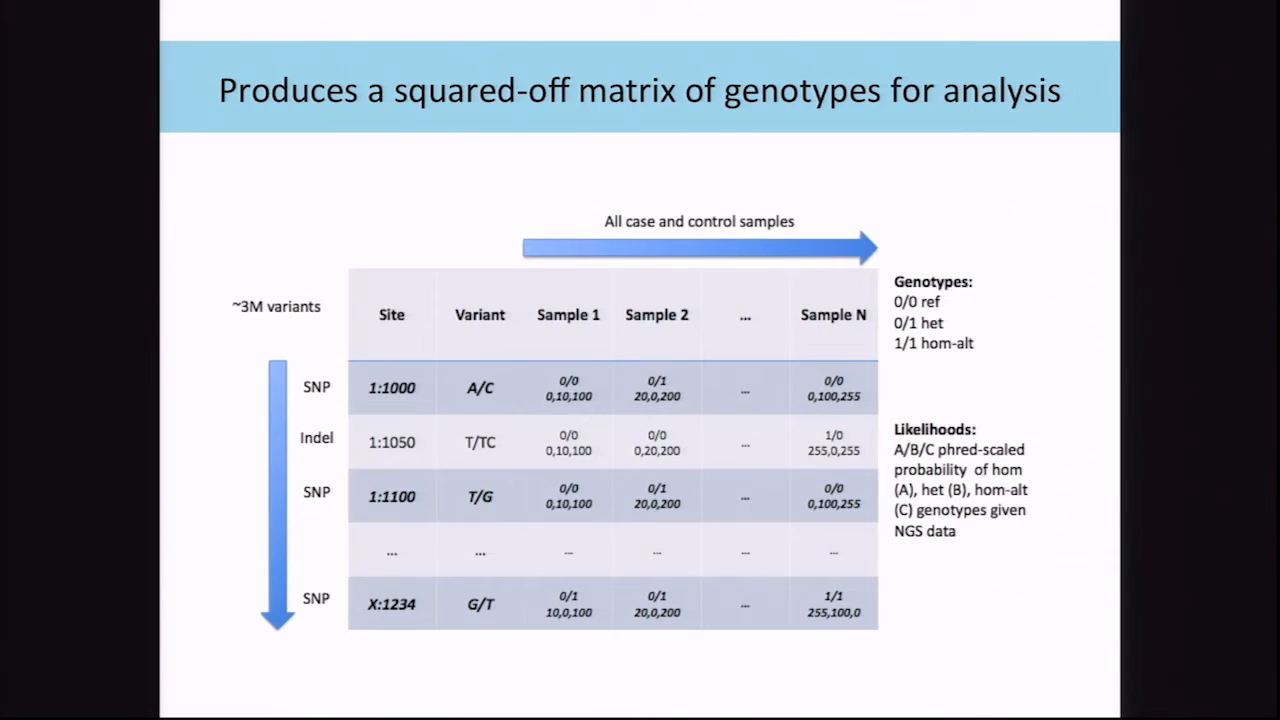 Produces a squared-off matrix of genotypes for analysis
All case and control samples
~3M variants
Site Variant Sample 1 Sample 2 ... Sample N
SNP 1:1000 A/C 0/0 0/1 ... 0/0
0,10,100 20,0,200 0,100,255
Indel 1:1050 T/TC 0/0 0/0 ... 1/0
0,10,100 0,20,200 255,0,255
SNP 1:1100 T/G 0/0 0/1 ... 0/0
0,10,100 20,0,200 0,100,255
... ... ... ... ... ...
SNP X:1234 G/T 0/1 0/1 ... 1/1
10,0,100 20,0,200 255,100,0
Genotypes:
0/0 ref
0/1 het
1/1 hom-alt
Likelihoods:
A/B/C phred-scaled
probability of hom
(A), het (B), hom-alt
(C) genotypes given
NGS data